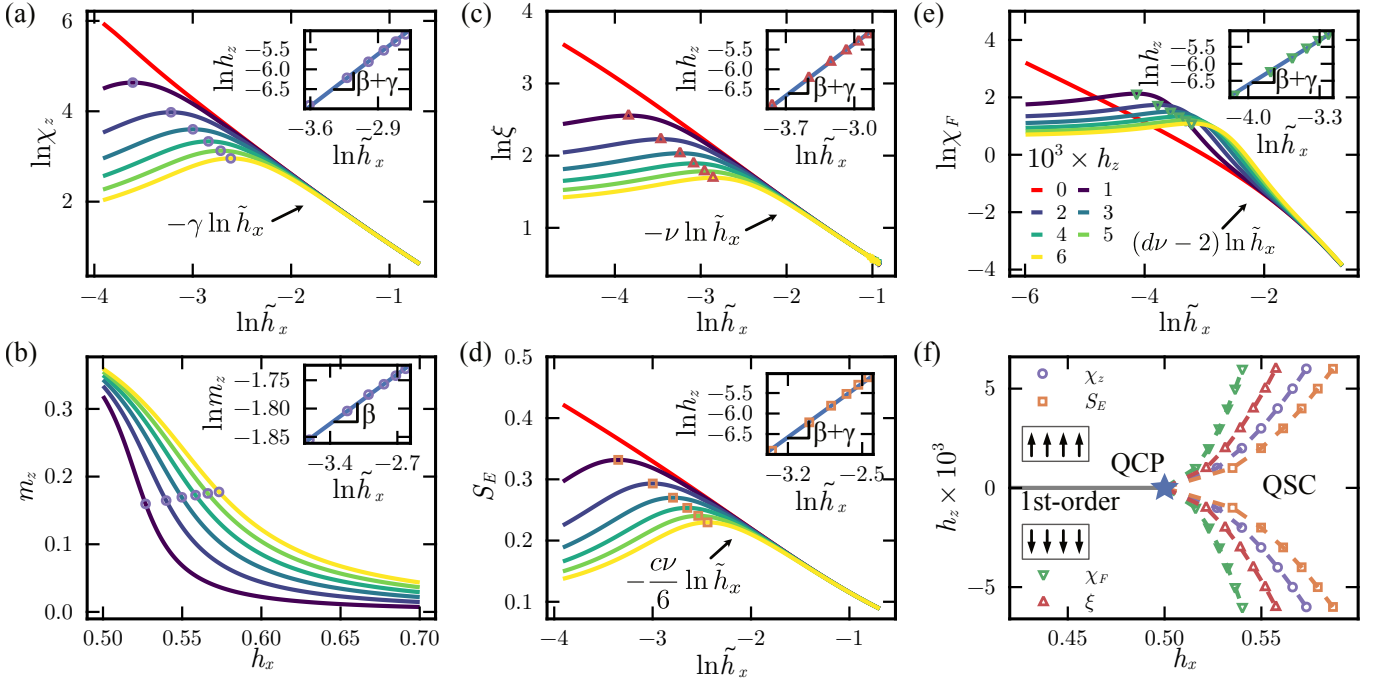 (a)
6
4
2
lnχ_z
−4 −3 −2 −1
ln h̃_x
−γ ln h̃_x
ln h_z
−5.5
−6.0
−6.5
β+γ
−3.6 −2.9
ln h̃_x
(c)
4
3
2
1
lnξ
−4 −3 −2 −1
ln h̃_x
−ν ln h̃_x
ln h_z
−5.5
−6.0
−6.5
β+γ
−3.7 −3.0
ln h̃_x
(e)
4
2
0
−2
−4
lnχ_F
−6 −4 −2
ln h̃_x
ln h_z
−5.5
−6.0
−6.5
β+γ
−4.0 −3.3
ln h̃_x
10³ × h_z
0 1
2 3
4 5
6
(dν − 2) ln h̃_x
(b)
0.3
0.2
0.1
0.0
m_z
0.50 0.55 0.60 0.65 0.70
h_x
ln m_z
−1.75
−1.80
−1.85
β
−3.4 −2.7
ln h̃_x
(d)
0.5
0.4
0.3
0.2
0.1
S_E
−4 −3 −2 −1
ln h̃_x
−cν/6 ln h̃_x
ln h_z
−5.5
−6.0
−6.5
β+γ
−3.2 −2.5
ln h̃_x
(f)
5
0
−5
h_z × 10³
χ_z
S_E
QCP
QSC
1st-order
χ_F
ξ
0.45 0.50 0.55
h_x